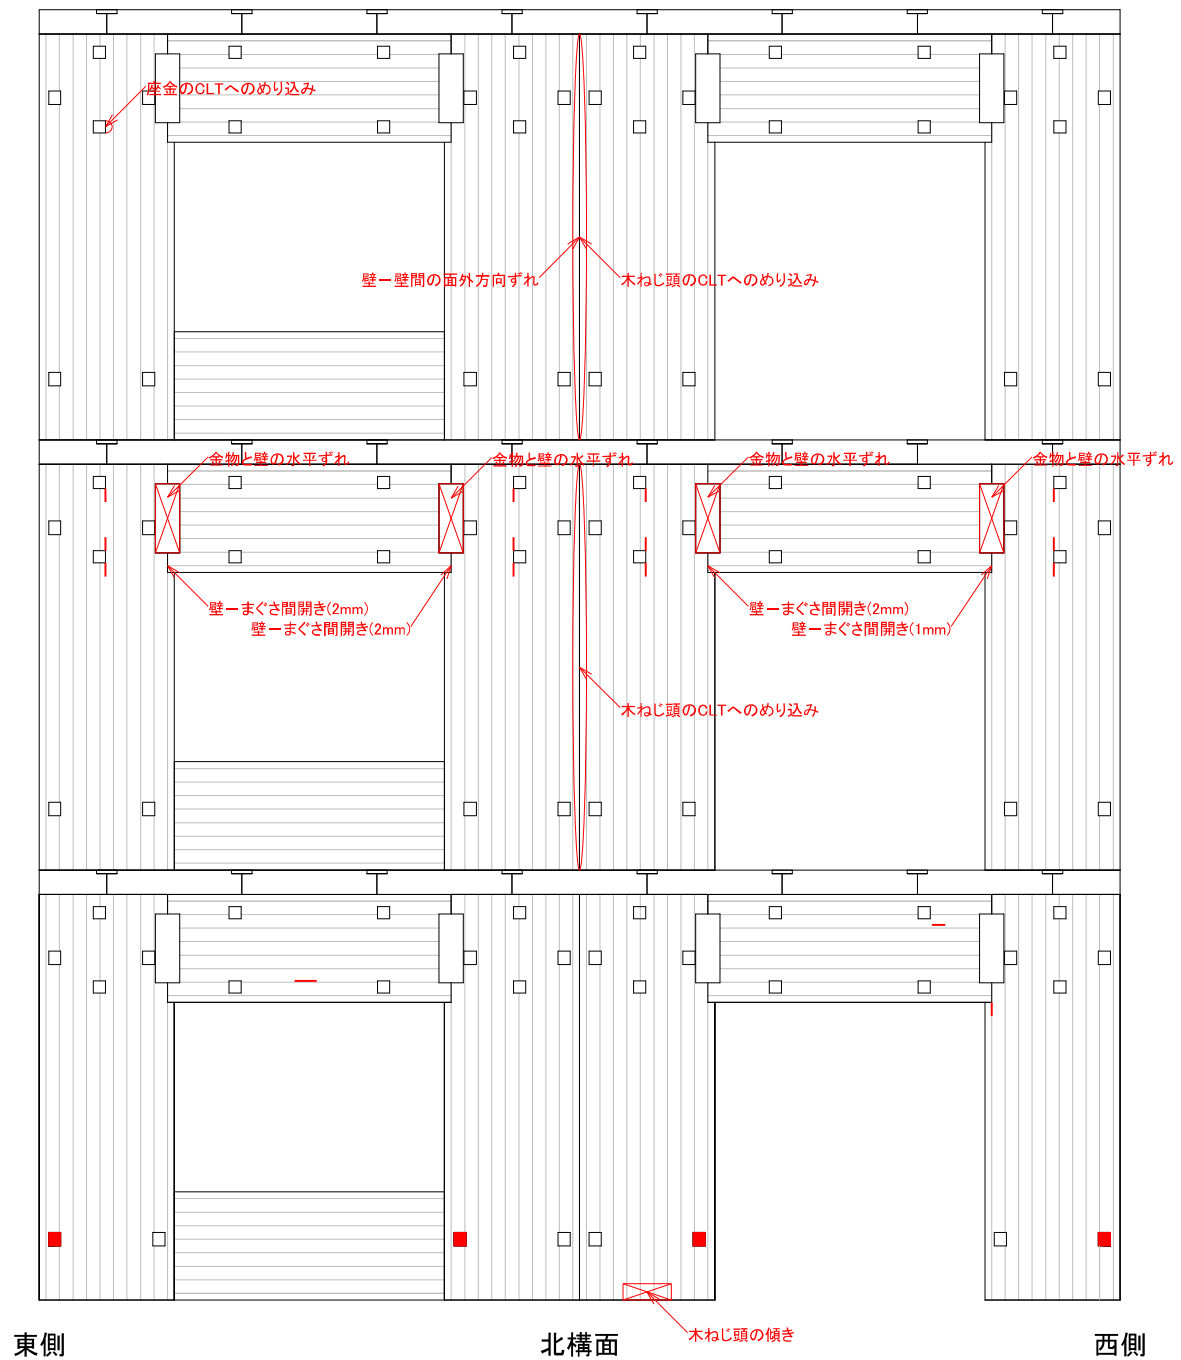 座金のCLTへのめり込み
壁ー壁間の面外方向ずれ
木ねじ頭のCLTへのめり込み
金物と壁の水平ずれ
金物と壁の水平ずれ
金物と壁の水平ずれ
金物と壁の水平ずれ
壁ーまぐさ間開き(2mm)
壁ーまぐさ間開き(2mm)
壁ーまぐさ間開き(2mm)
壁ーまぐさ間開き(1mm)
木ねじ頭のCLTへのめり込み
木ねじ頭の傾き
東側
北構面
西側